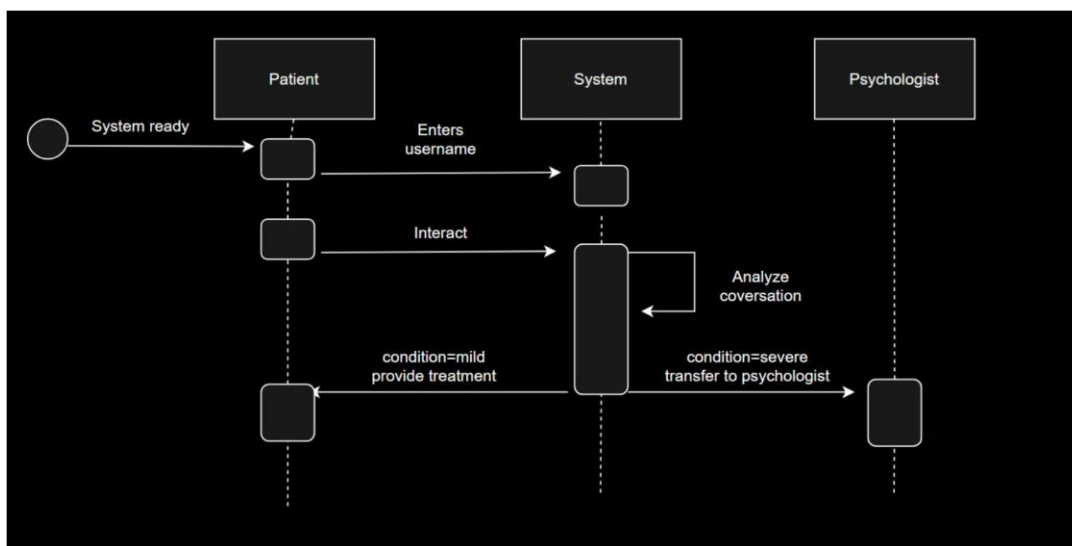 Patient
System
Psychologist
System ready
Enters
username
Interact
Analyze
coversation
condition=mild
provide treatment
condition=severe
transfer to psychologist